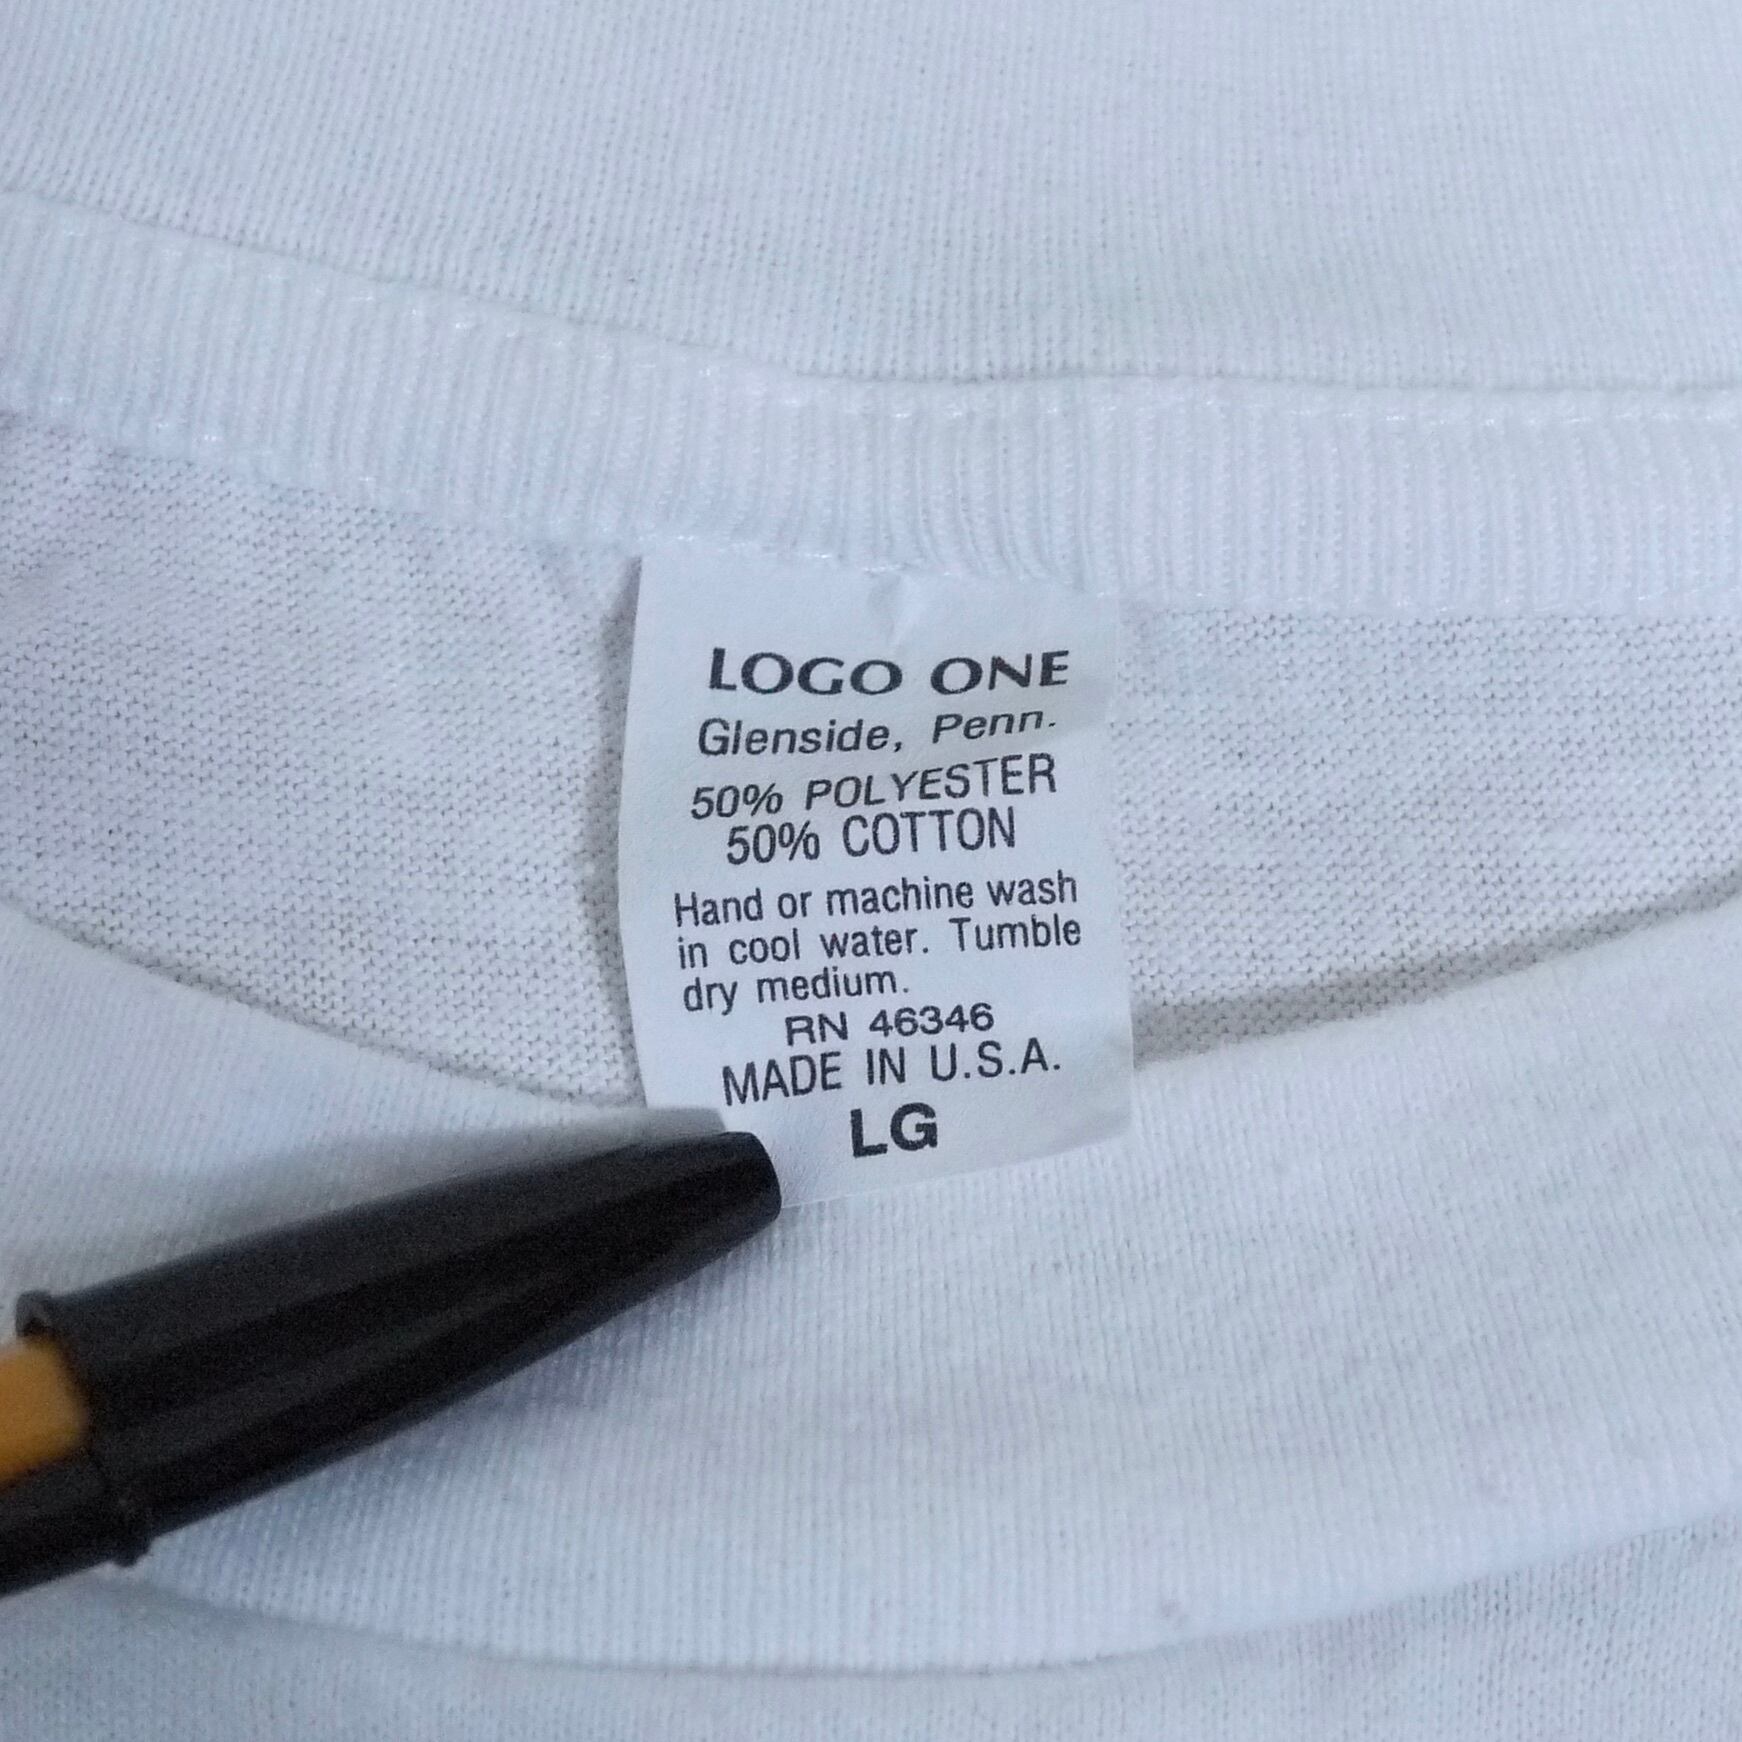 LOGO ONE
Glenside, Penn.
50% POLYESTER
50% COTTON
Hand or machine wash
in cool water. Tumble
dry medium.
RN 46346
MADE IN U.S.A.
LG